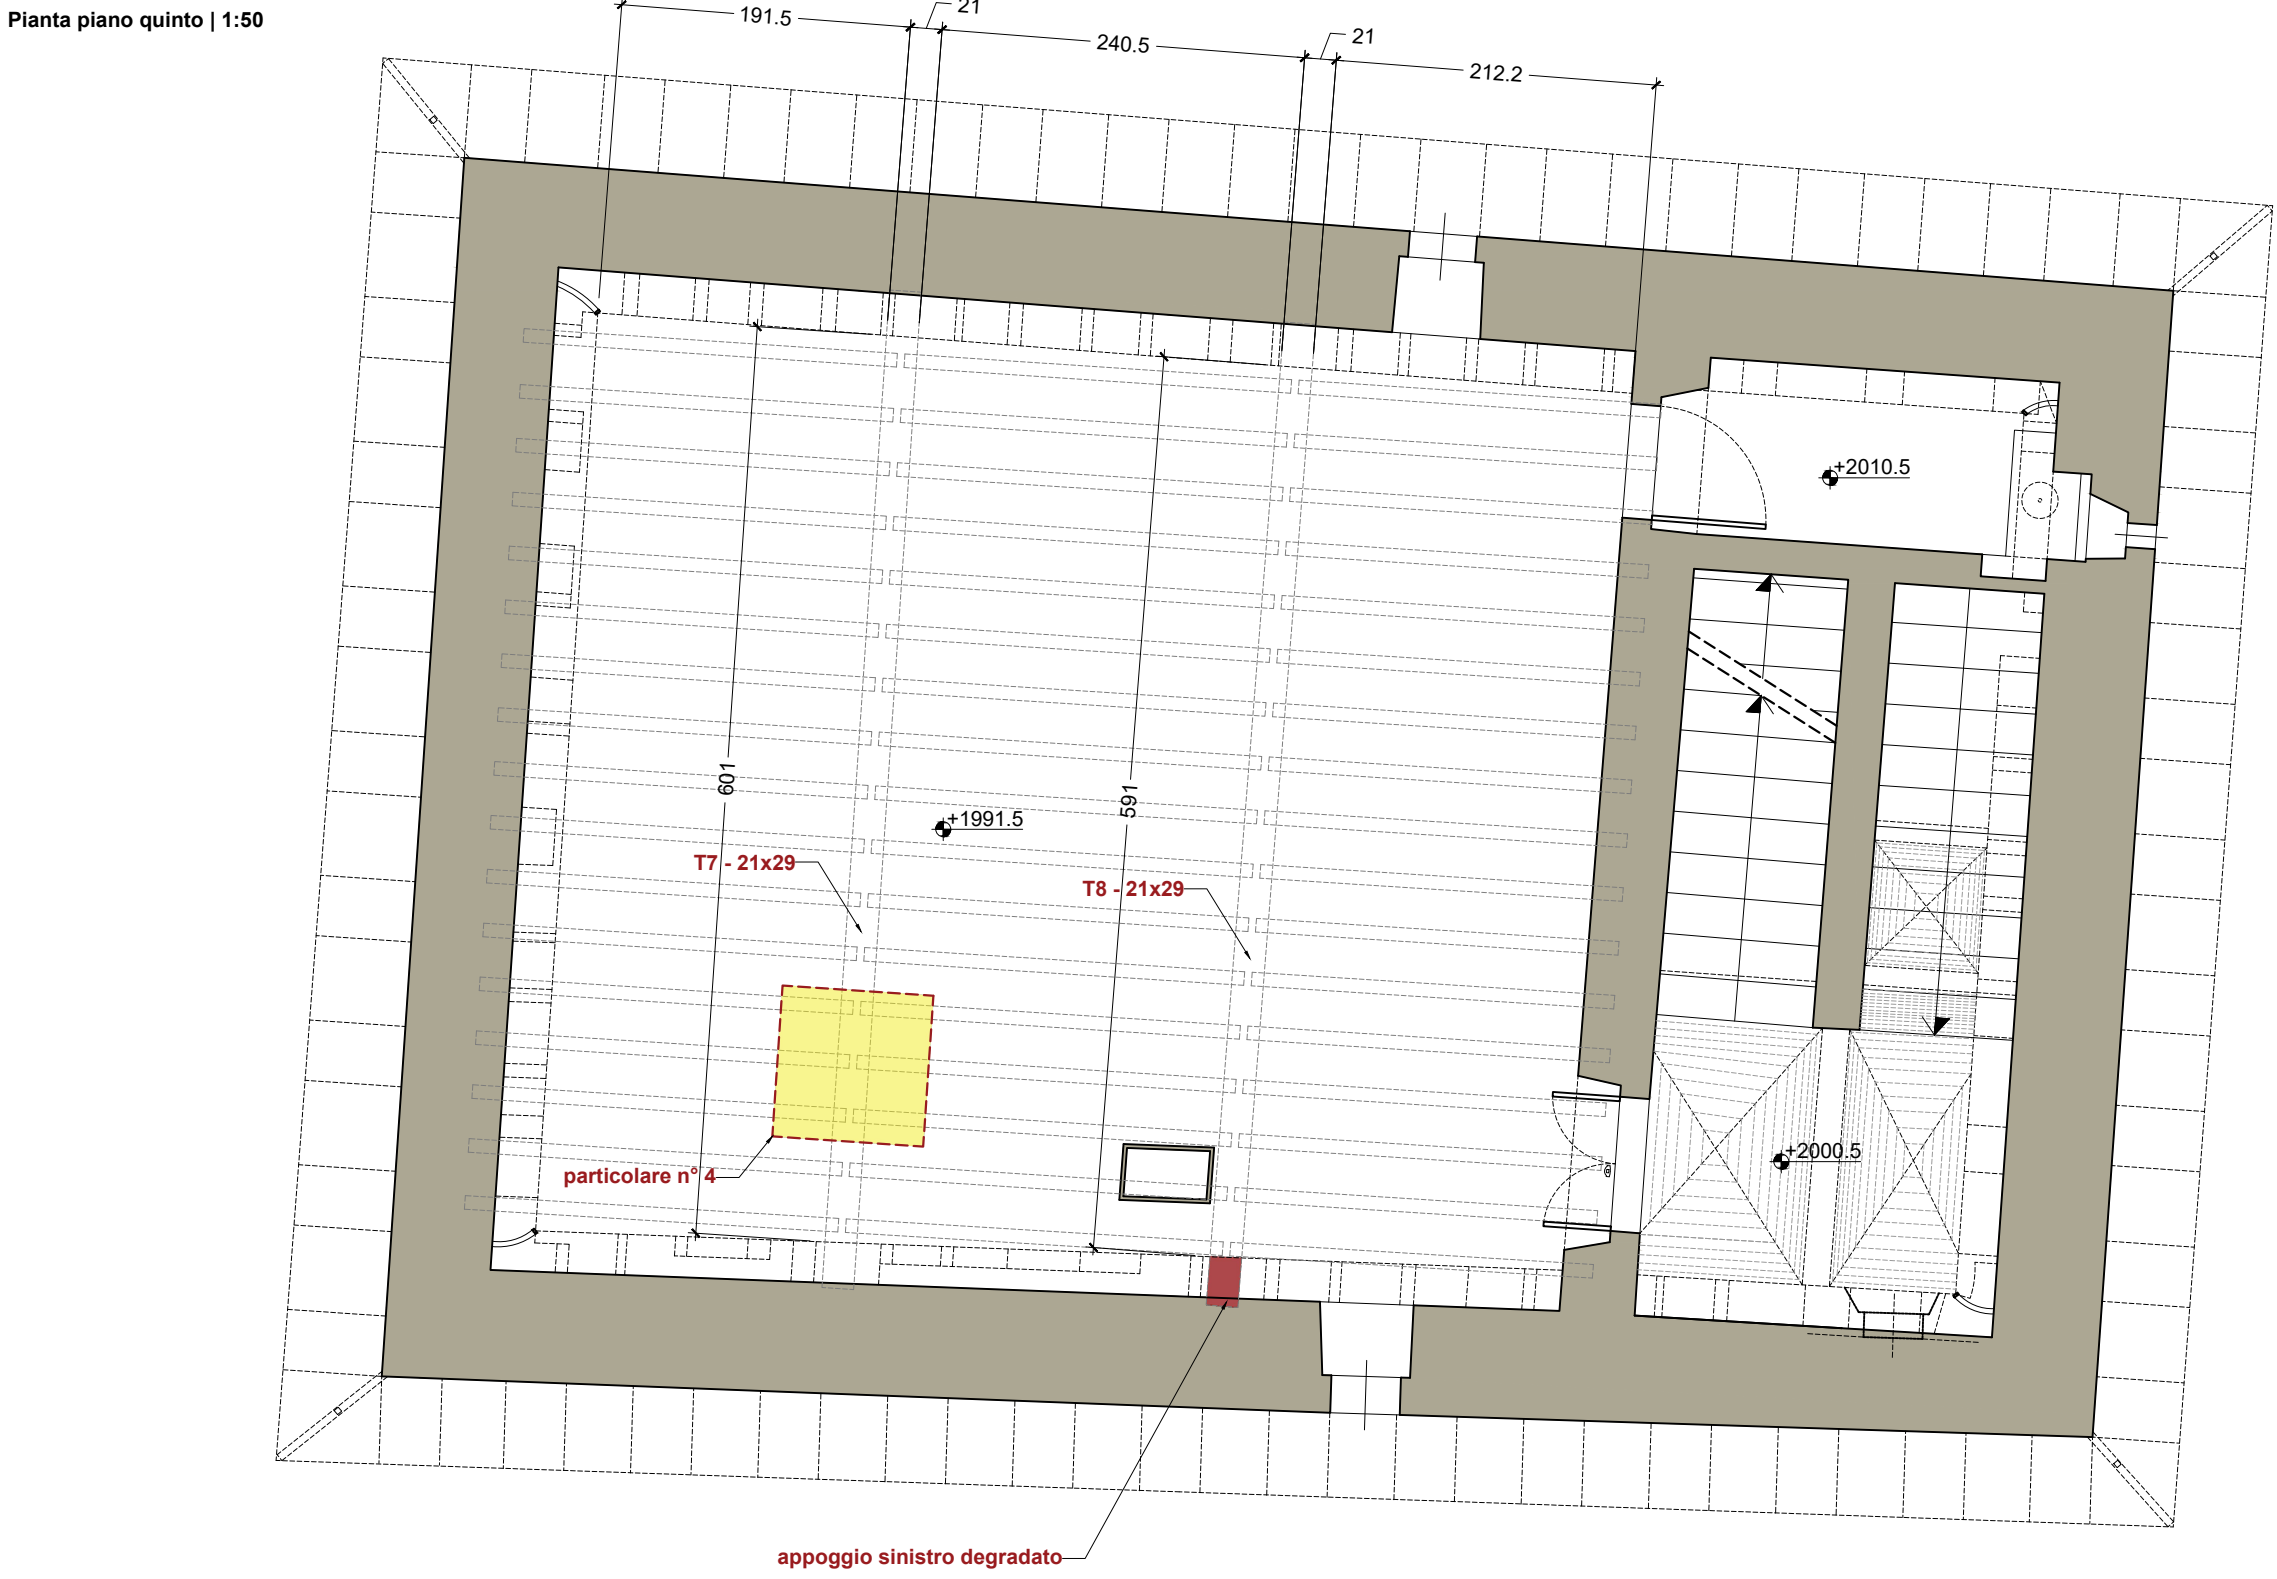 Pianta piano quinto | 1:50
191.5
21
240.5
21
212.2
+2010.5
601
591
+1991.5
T7 - 21x29
T8 - 21x29
+2000.5
particolare n° 4
appoggio sinistro degradato